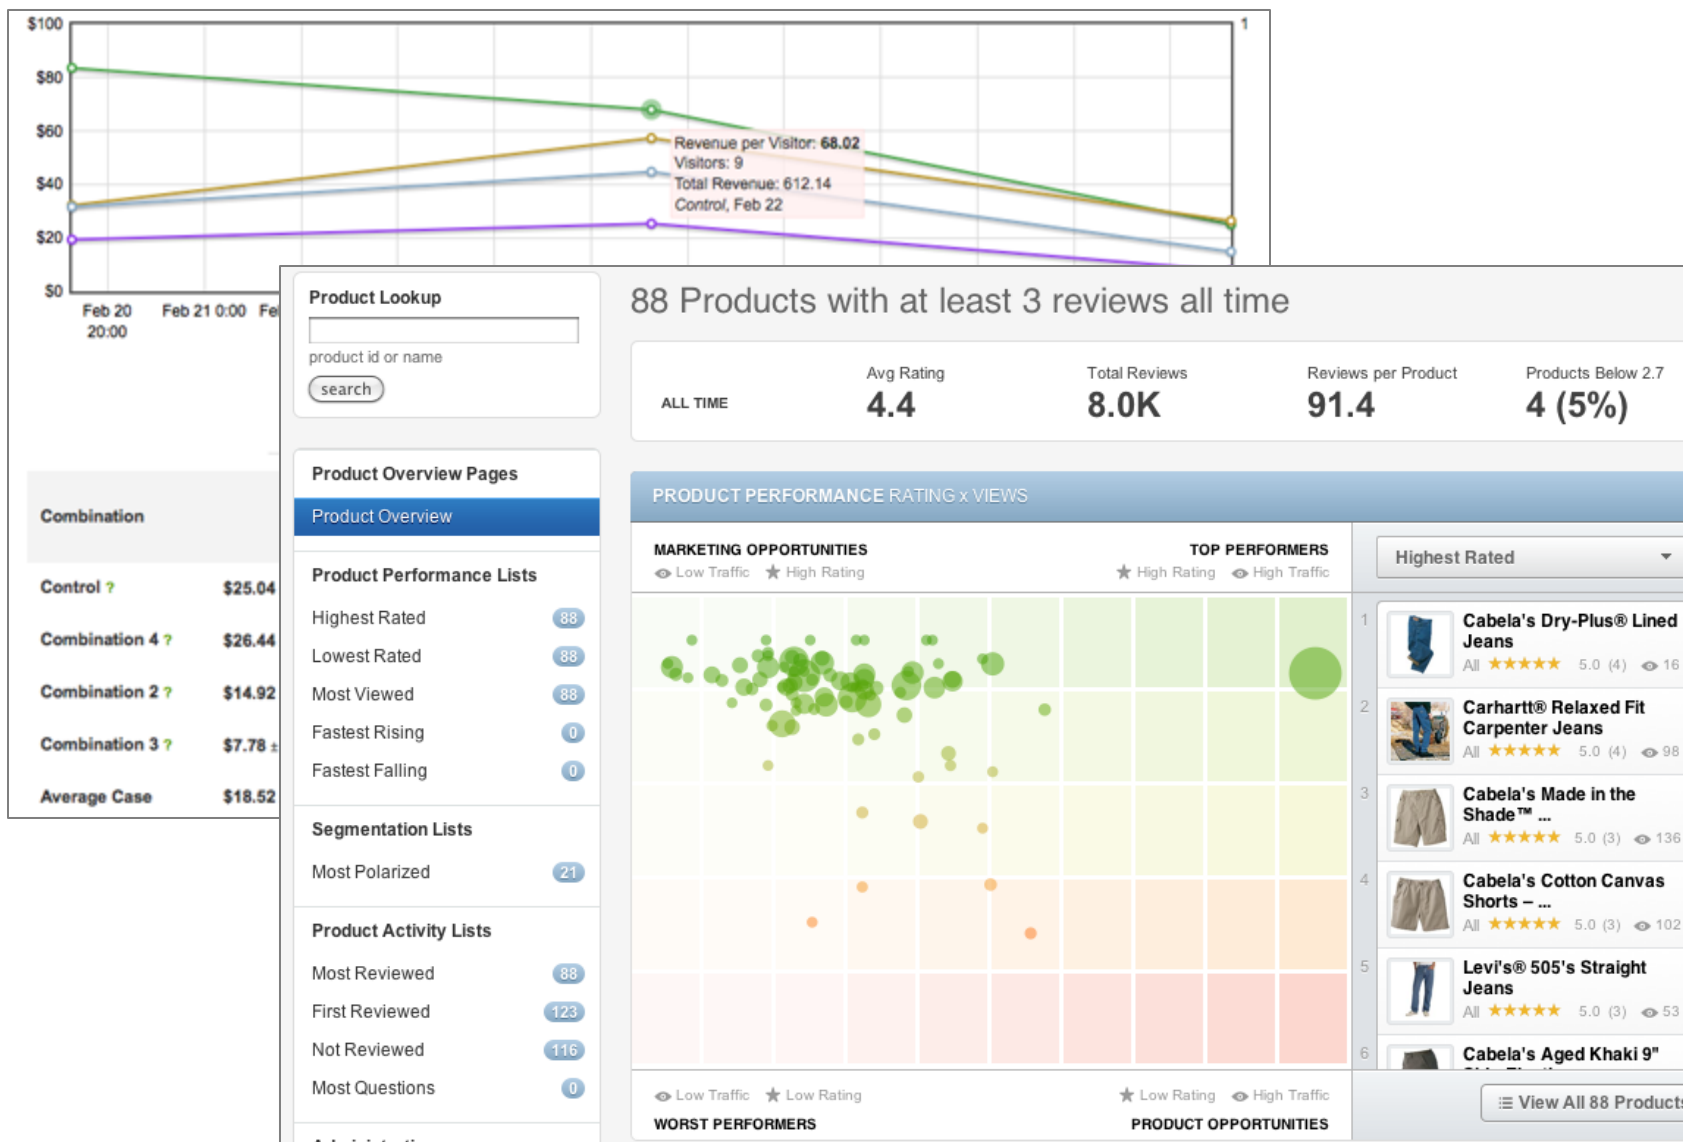 $100
1
$80
$60
$40
$20
$0
Revenue per Visitor: 68.02
Visitors: 9
Total Revenue: 612.14
Control, Feb 22
Feb 20
20:00
Feb 21 0:00
Combination
Control ?
$25.04
Combination 4 ?
$26.44
Combination 2 ?
$14.92
Combination 3 ?
$7.78 ±
Average Case
$18.52
Product Lookup
product id or name
search
Product Overview Pages
Product Overview
Product Performance Lists
Highest Rated 88
Lowest Rated 88
Most Viewed 88
Fastest Rising 0
Fastest Falling 0
Segmentation Lists
Most Polarized 21
Product Activity Lists
Most Reviewed 88
First Reviewed 123
Not Reviewed 116
Most Questions 0
88 Products with at least 3 reviews all time
ALL TIME
Avg Rating
4.4
Total Reviews
8.0K
Reviews per Product
91.4
Products Below 2.7
4 (5%)
PRODUCT PERFORMANCE RATING x VIEWS
MARKETING OPPORTUNITIES
Low Traffic High Rating
TOP PERFORMERS
High Rating High Traffic
Low Traffic Low Rating
WORST PERFORMERS
Low Rating High Traffic
PRODUCT OPPORTUNITIES
Highest Rated
1
Cabela's Dry-Plus® Lined
Jeans
All 5.0 (4) 16
2
Carhartt® Relaxed Fit
Carpenter Jeans
All 5.0 (4) 98
3
Cabela's Made in the
Shade™ ...
All 5.0 (3) 136
4
Cabela's Cotton Canvas
Shorts – ...
All 5.0 (3) 102
5
Levi's® 505's Straight
Jeans
All 5.0 (3) 53
6
Cabela's Aged Khaki 9"
View All 88 Products